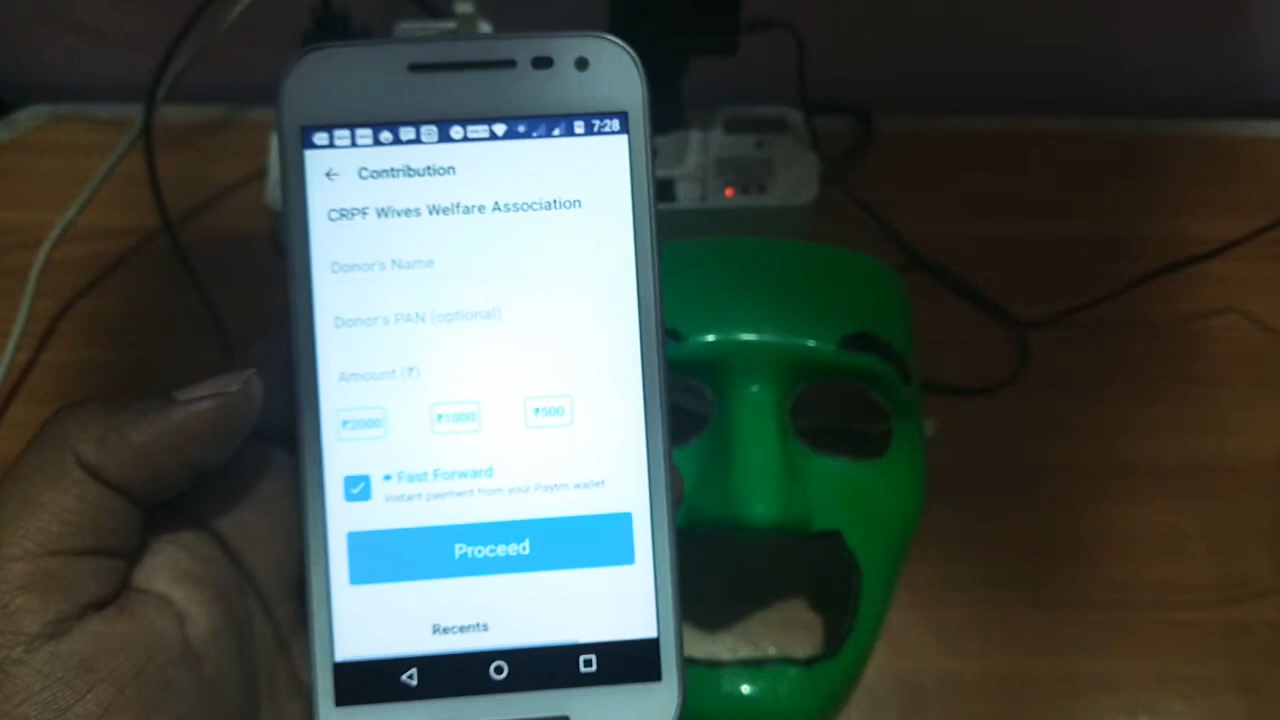 7:28
← Contribution
CRPF Wives Welfare Association
Donor's Name
Donor's PAN (optional)
Amount (₹)
₹2000 ₹1000 ₹500
Fast Forward
Instant payment from your Paytm wallet
Proceed
Recents